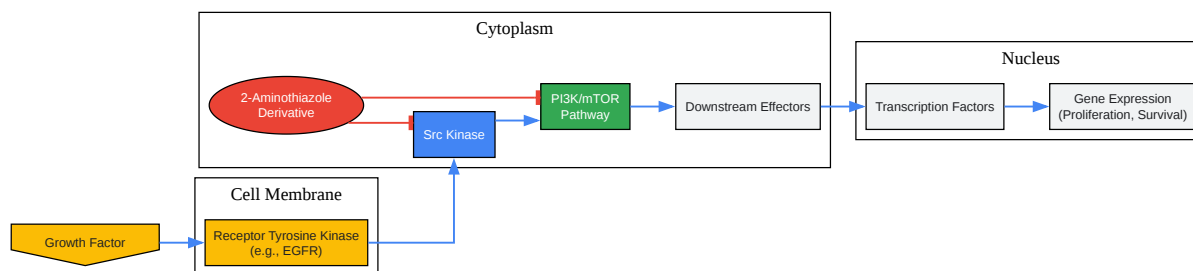 Cytoplasm
2-Aminothiazole
Derivative
Src Kinase
PI3K/mTOR
Pathway
Downstream Effectors
Nucleus
Transcription Factors
Gene Expression
(Proliferation, Survival)
Cell Membrane
Growth Factor
Receptor Tyrosine Kinase
(e.g., EGFR)